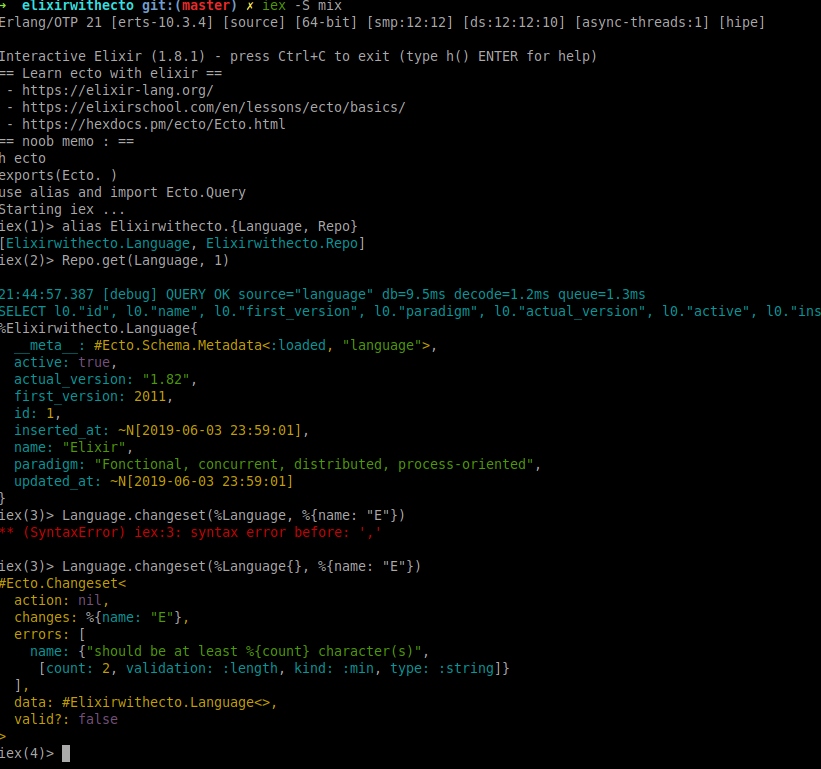 →  elixirwithecto git:(master) ✗ iex -S mix
Erlang/OTP 21 [erts-10.3.4] [source] [64-bit] [smp:12:12] [ds:12:12:10] [async-threads:1] [hipe]
Interactive Elixir (1.8.1) - press Ctrl+C to exit (type h() ENTER for help)
== Learn ecto with elixir ==
 - https://elixir-lang.org/
 - https://elixirschool.com/en/lessons/ecto/basics/
 - https://hexdocs.pm/ecto/Ecto.html
== noob memo : ==
h ecto
exports(Ecto. )
use alias and import Ecto.Query
Starting iex ...
iex(1)> alias Elixirwithecto.{Language, Repo}
[Elixirwithecto.Language, Elixirwithecto.Repo]
iex(2)> Repo.get(Language, 1)
21:44:57.387 [debug] QUERY OK source="language" db=9.5ms decode=1.2ms queue=1.3ms
SELECT l0."id", l0."name", l0."first_version", l0."paradigm", l0."actual_version", l0."active", l0."ins
%Elixirwithecto.Language{
  __meta__: #Ecto.Schema.Metadata<:loaded, "language">,
  active: true,
  actual_version: "1.82",
  first_version: 2011,
  id: 1,
  inserted_at: ~N[2019-06-03 23:59:01],
  name: "Elixir",
  paradigm: "Fonctional, concurrent, distributed, process-oriented",
  updated_at: ~N[2019-06-03 23:59:01]
}
iex(3)> Language.changeset(%Language, %{name: "E"})
** (SyntaxError) iex:3: syntax error before: ','
iex(3)> Language.changeset(%Language{}, %{name: "E"})
#Ecto.Changeset<
  action: nil,
  changes: %{name: "E"},
  errors: [
    name: {"should be at least %{count} character(s)",
     [count: 2, validation: :length, kind: :min, type: :string]}
  ],
  data: #Elixirwithecto.Language<>,
  valid?: false
>
iex(4)>